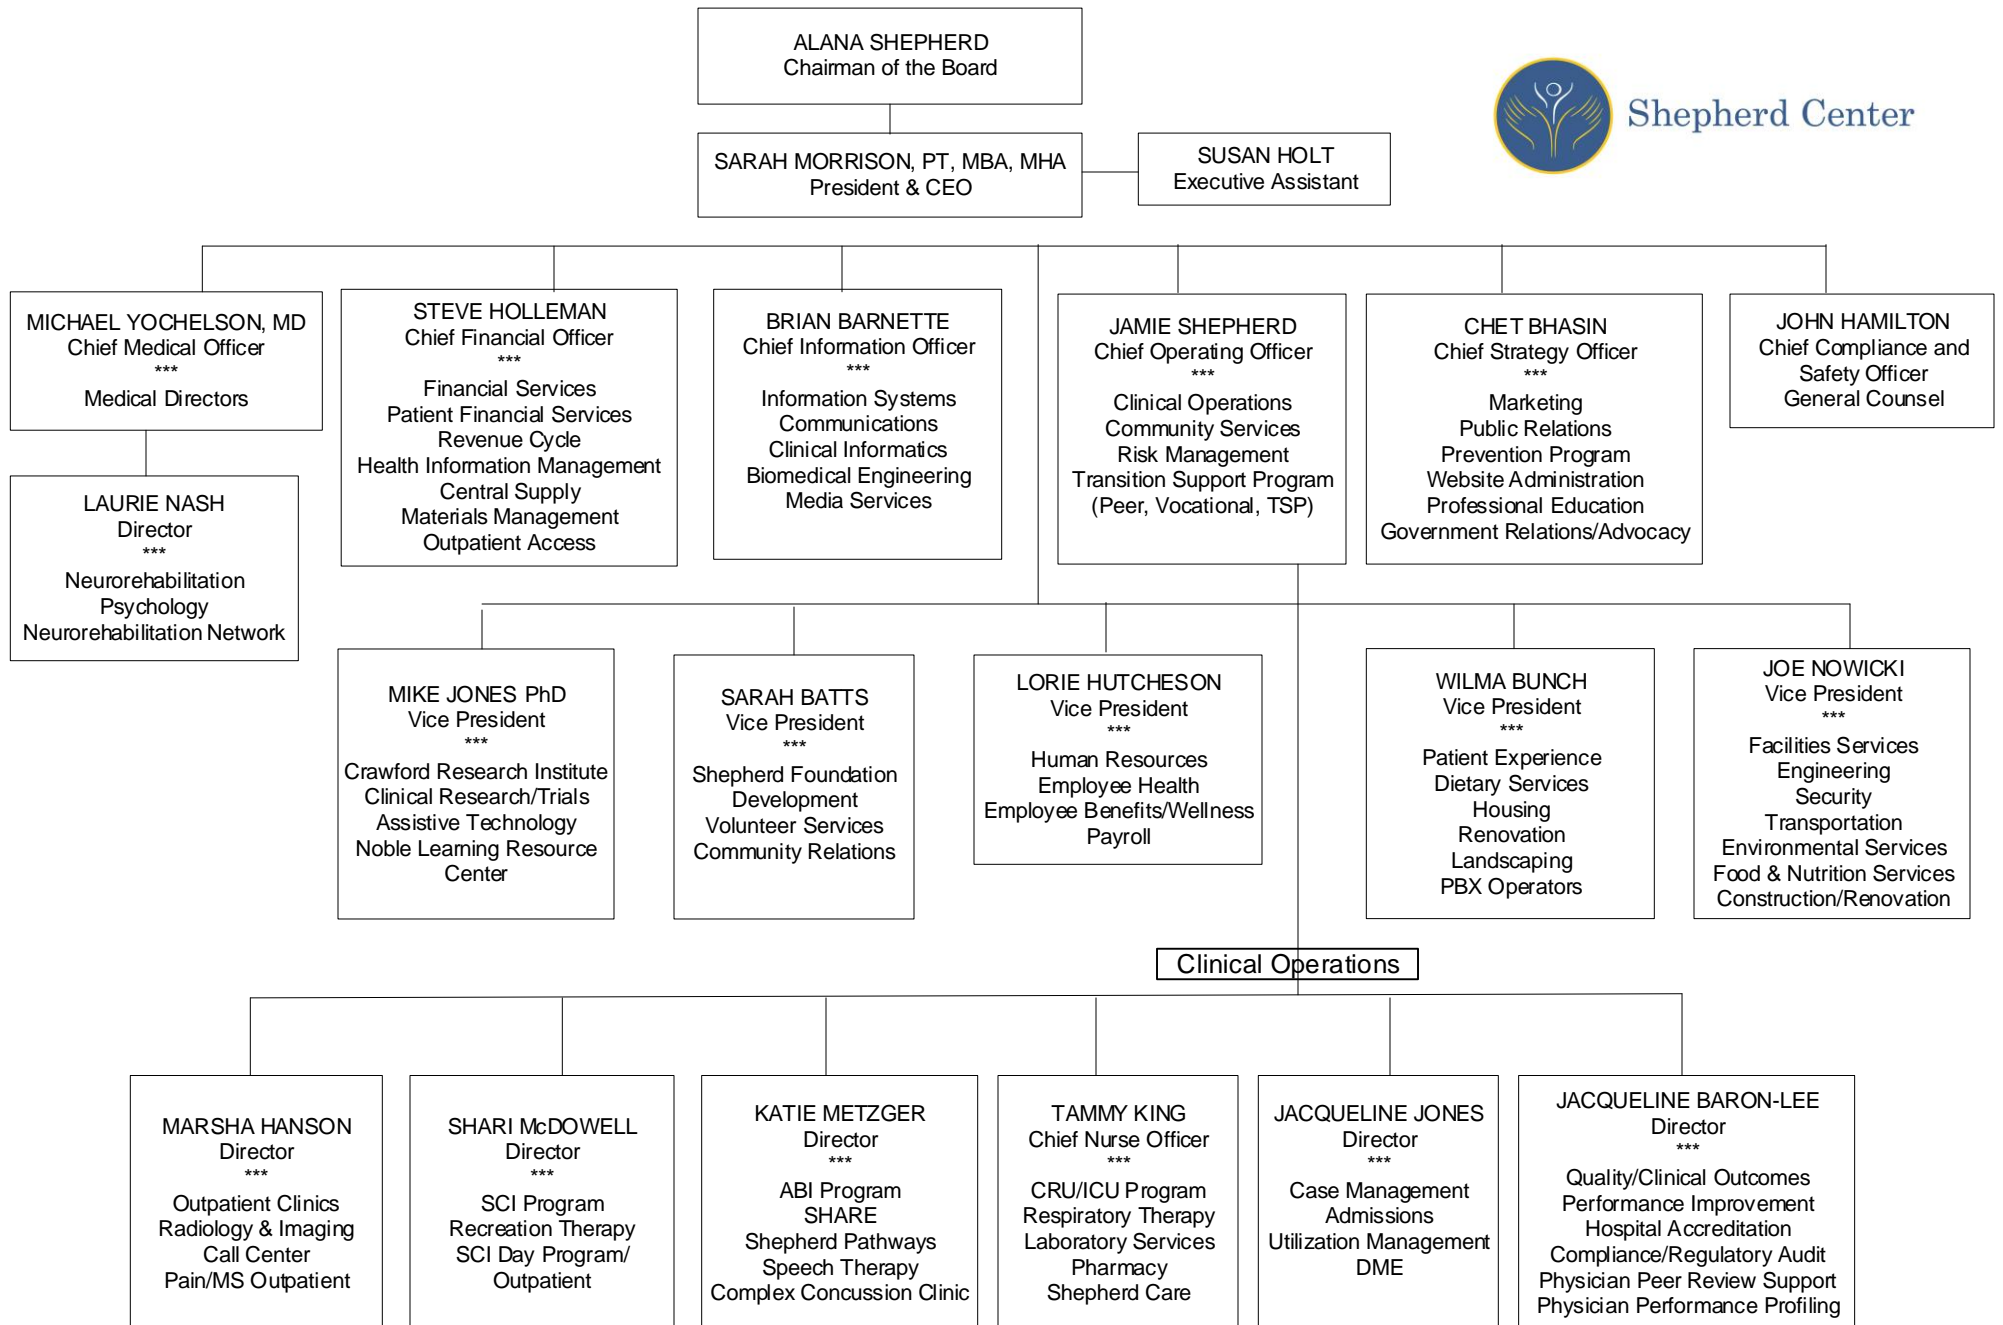 ALANA SHEPHERD
Chairman of the Board
Shepherd Center
SARAH MORRISON, PT, MBA, MHA
President & CEO
SUSAN HOLT
Executive Assistant
MICHAEL YOCHELSON, MD
Chief Medical Officer
***
Medical Directors
STEVE HOLLEMAN
Chief Financial Officer
***
Financial Services
Patient Financial Services
Revenue Cycle
Health Information Management
Central Supply
Materials Management
Outpatient Access
BRIAN BARNETTE
Chief Information Officer
***
Information Systems
Communications
Clinical Informatics
Biomedical Engineering
Media Services
JAMIE SHEPHERD
Chief Operating Officer
***
Clinical Operations
Community Services
Risk Management
Transition Support Program
(Peer, Vocational, TSP)
CHET BHASIN
Chief Strategy Officer
***
Marketing
Public Relations
Prevention Program
Website Administration
Professional Education
Government Relations/Advocacy
JOHN HAMILTON
Chief Compliance and
Safety Officer
General Counsel
LAURIE NASH
Director
***
Neurorehabilitation
Psychology
Neurorehabilitation Network
MIKE JONES PhD
Vice President
***
Crawford Research Institute
Clinical Research/Trials
Assistive Technology
Noble Learning Resource
Center
SARAH BATTS
Vice President
***
Shepherd Foundation
Development
Volunteer Services
Community Relations
LORIE HUTCHESON
Vice President
***
Human Resources
Employee Health
Employee Benefits/Wellness
Payroll
WILMA BUNCH
Vice President
***
Patient Experience
Dietary Services
Housing
Renovation
Landscaping
PBX Operators
JOE NOWICKI
Vice President
***
Facilities Services
Engineering
Security
Transportation
Environmental Services
Food & Nutrition Services
Construction/Renovation
Clinical Operations
MARSHA HANSON
Director
***
Outpatient Clinics
Radiology & Imaging
Call Center
Pain/MS Outpatient
SHARI McDOWELL
Director
***
SCI Program
Recreation Therapy
SCI Day Program/
Outpatient
KATIE METZGER
Director
***
ABI Program
SHARE
Shepherd Pathways
Speech Therapy
Complex Concussion Clinic
TAMMY KING
Chief Nurse Officer
***
CRU/ICU Program
Respiratory Therapy
Laboratory Services
Pharmacy
Shepherd Care
JACQUELINE JONES
Director
***
Case Management
Admissions
Utilization Management
DME
JACQUELINE BARON-LEE
Director
***
Quality/Clinical Outcomes
Performance Improvement
Hospital Accreditation
Compliance/Regulatory Audit
Physician Peer Review Support
Physician Performance Profiling